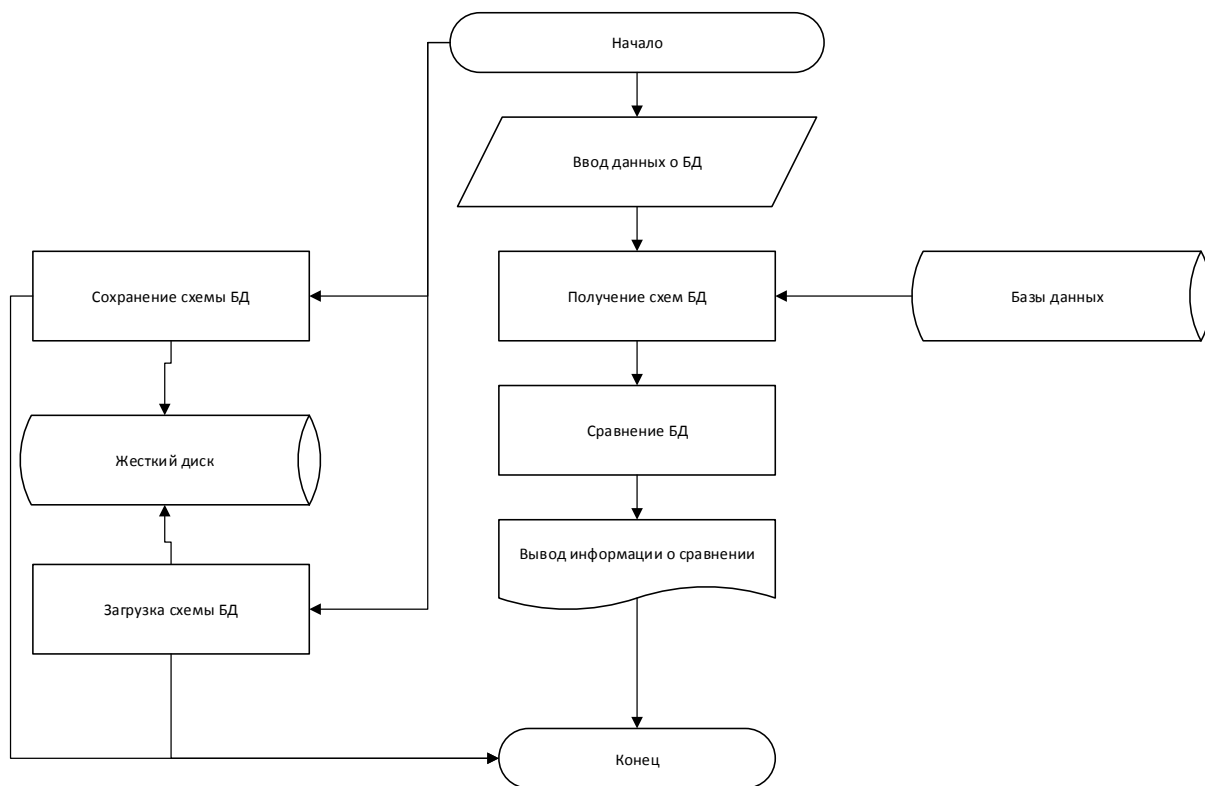 Начало
Ввод данных о БД
Сохранение схемы БД
Получение схем БД
Базы данных
Сравнение БД
Жесткий диск
Вывод информации о сравнении
Загрузка схемы БД
Конец